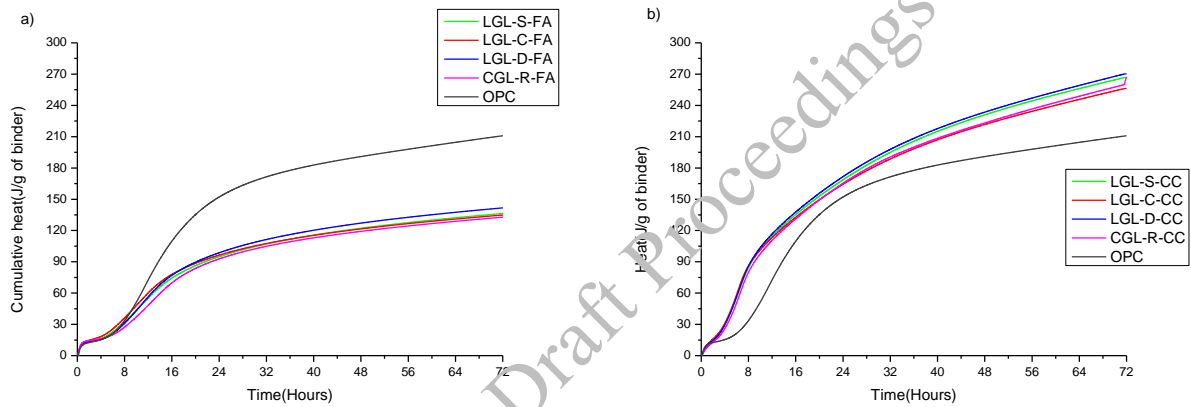 a)
LGL-S-FA
LGL-C-FA
LGL-D-FA
CGL-R-FA
OPC
300
270
240
210
180
150
120
90
60
30
0
Cumulative heat(J/g of binder)
0 8 16 24 32 40 48 56 64 72
Time(Hours)
b)
300
270
240
210
180
150
120
90
60
30
0
Heat(J/g of binder)
LGL-S-CC
LGL-C-CC
LGL-D-CC
CGL-R-CC
OPC
0 8 16 24 32 40 48 56 64 72
Time(Hours)
Draft Proceedings